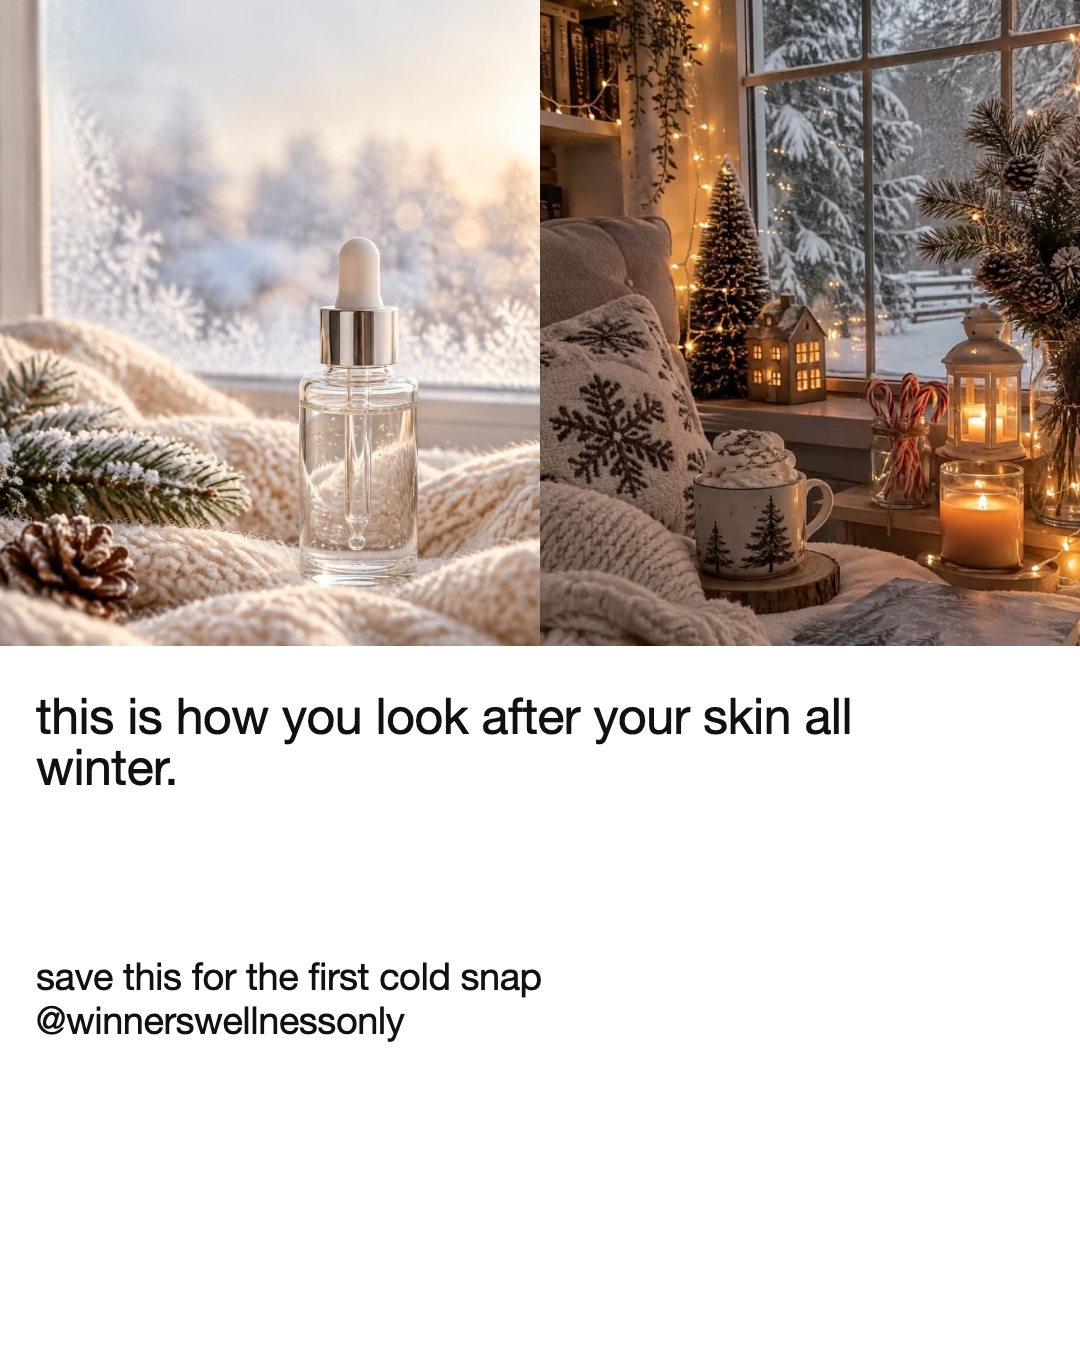 this is how you look after your skin all
winter.
save this for the first cold snap
@winnerswellnessonly